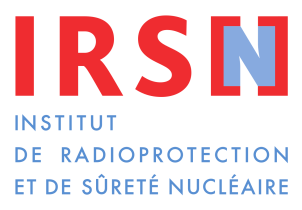 IRSN
INSTITUT
DE RADIOPROTECTION
ET DE SÛRETÉ NUCLÉAIRE